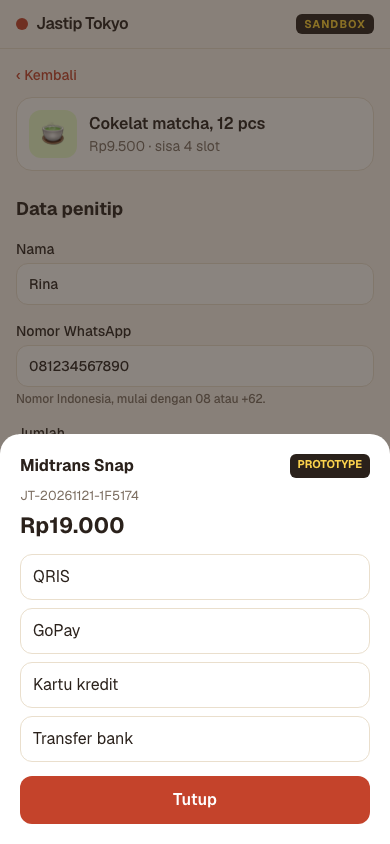 Jastip Tokyo
SANDBOX
‹ Kembali
Cokelat matcha, 12 pcs
Rp9.500 · sisa 4 slot
Data penitip
Nama
Rina
Nomor WhatsApp
081234567890
Nomor Indonesia, mulai dengan 08 atau +62.
Jumlah
Midtrans Snap
PROTOTYPE
JT-20261121-1F5174
Rp19.000
QRIS
GoPay
Kartu kredit
Transfer bank
Tutup